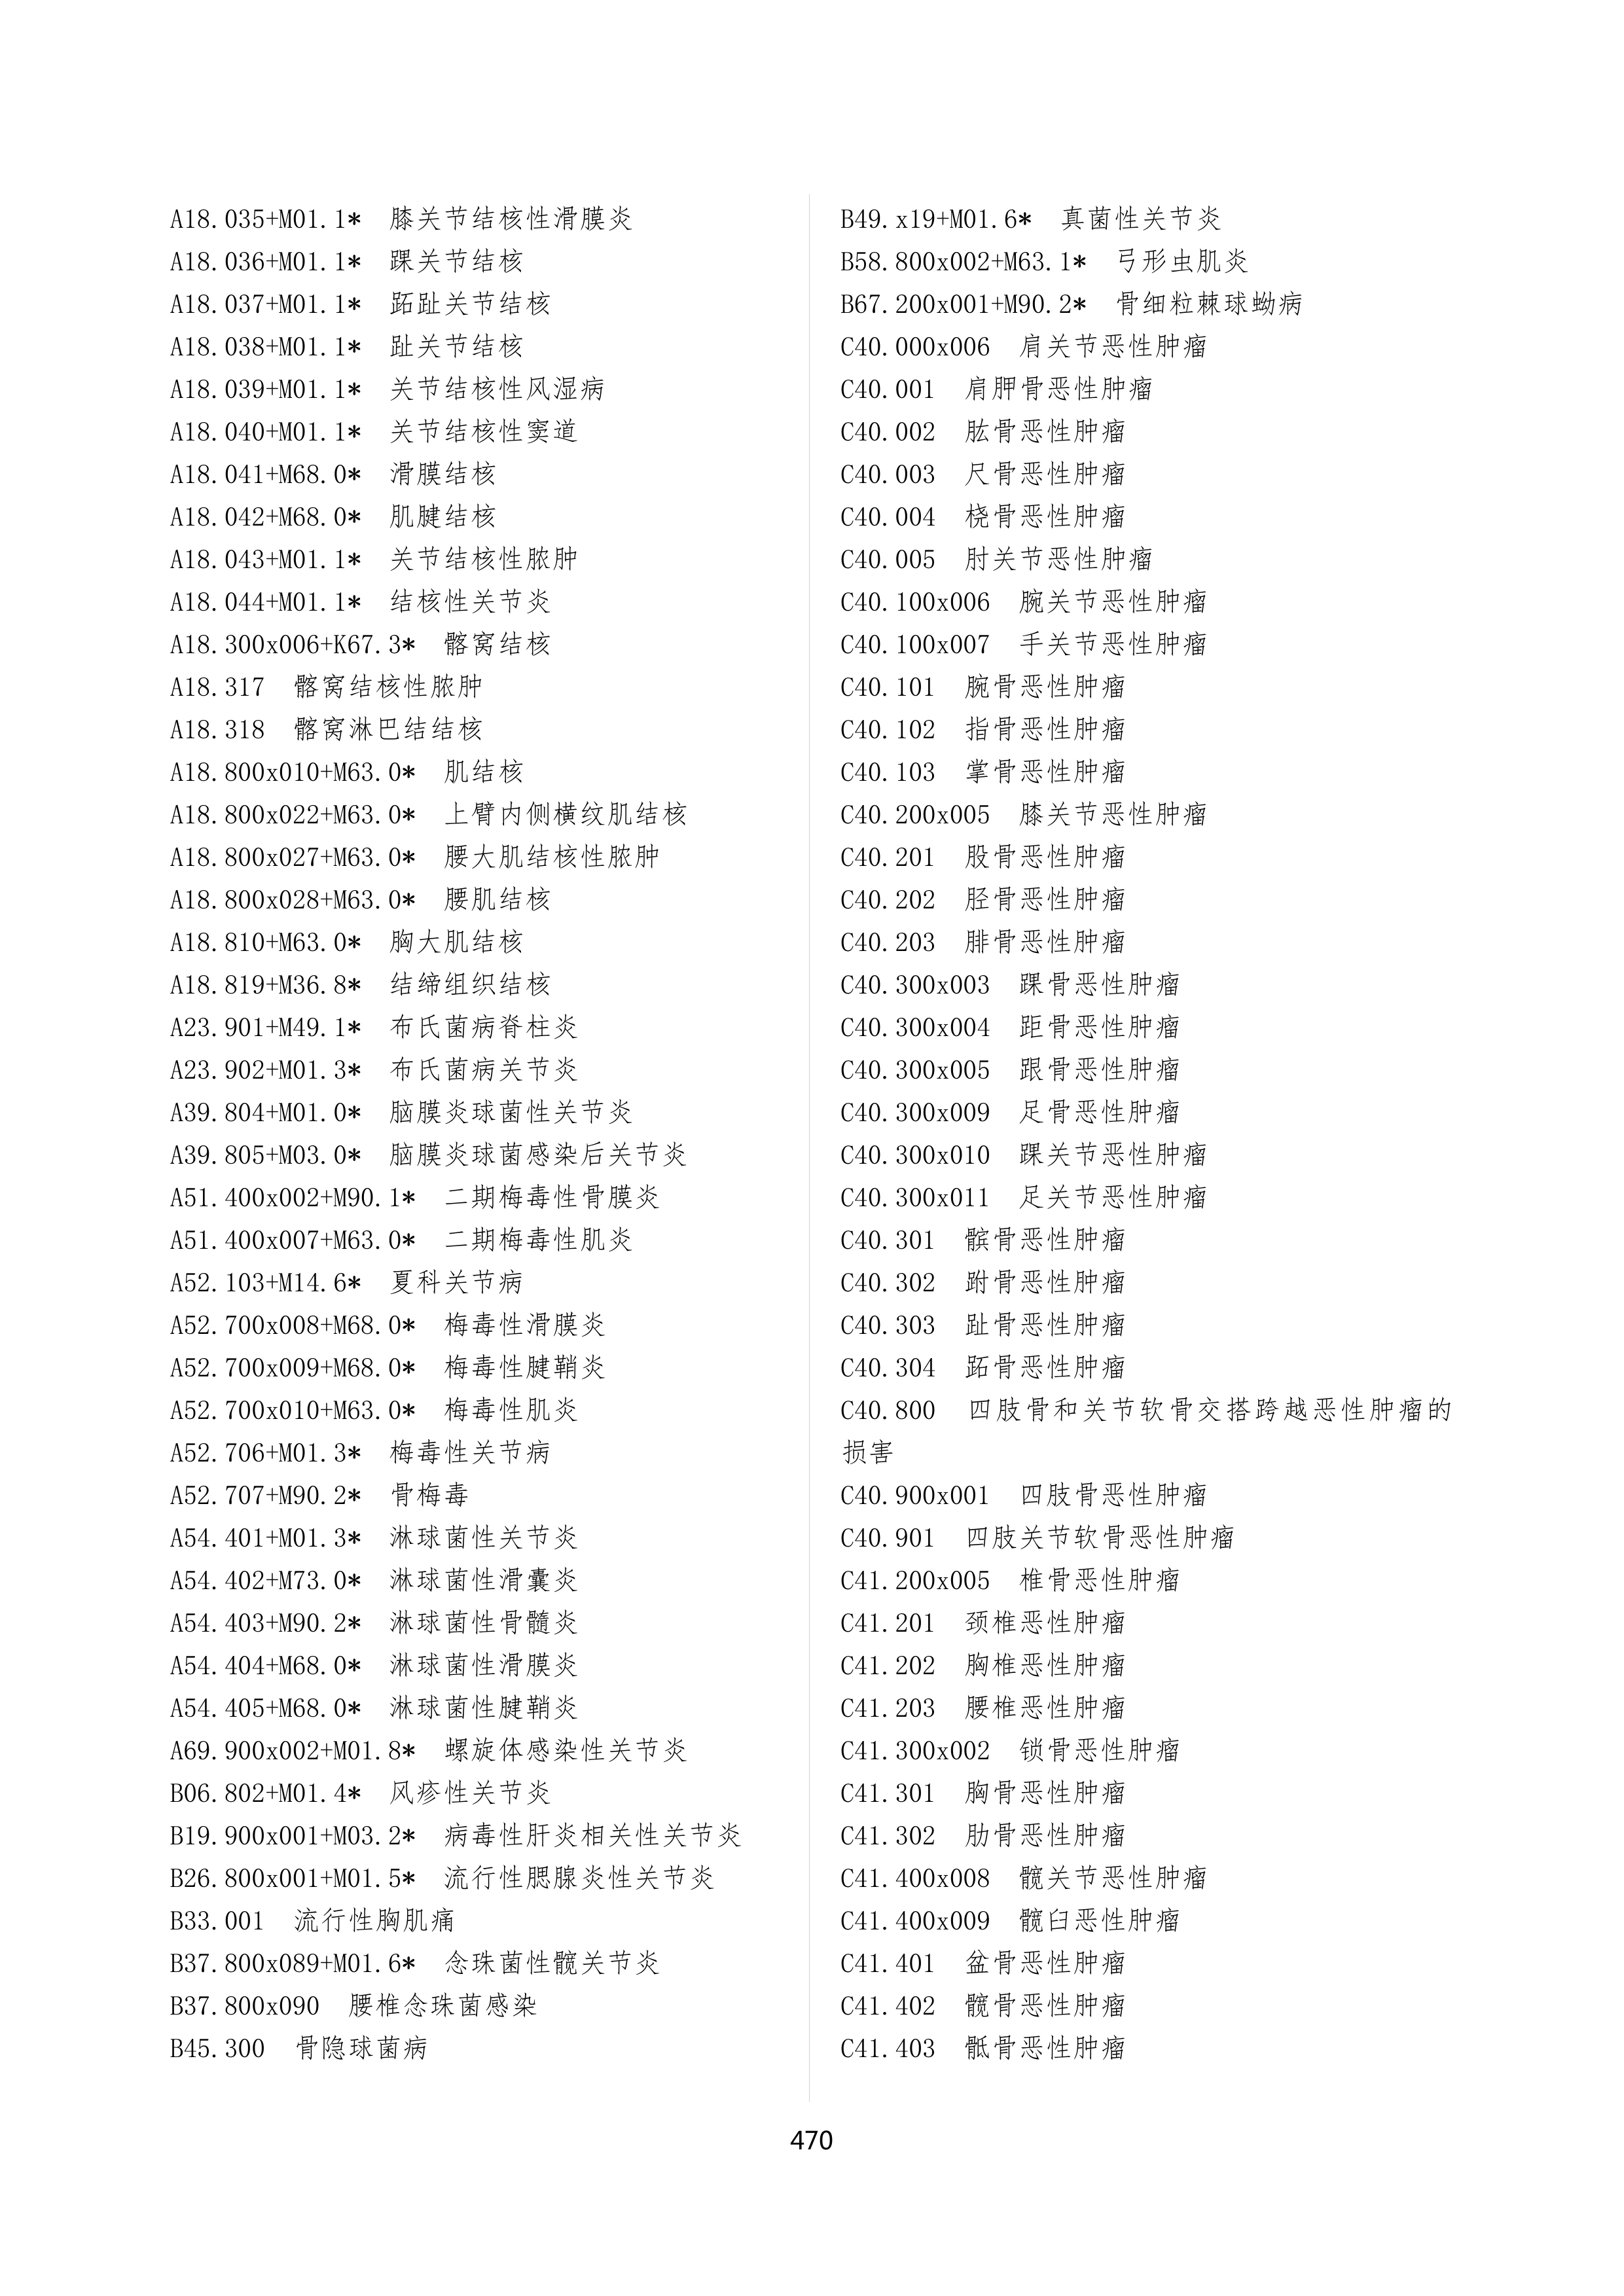 A18.035+M01.1* 膝关节结核性滑膜炎
A18.036+M01.1* 踝关节结核
A18.037+M01.1* 跖趾关节结核
A18.038+M01.1* 趾关节结核
A18.039+M01.1* 关节结核性风湿病
A18.040+M01.1* 关节结核性窦道
A18.041+M68.0* 滑膜结核
A18.042+M68.0* 肌腱结核
A18.043+M01.1* 关节结核性脓肿
A18.044+M01.1* 结核性关节炎
A18.300x006+K67.3* 髂窝结核
A18.317 髂窝结核性脓肿
A18.318 髂窝淋巴结结核
A18.800x010+M63.0* 肌结核
A18.800x022+M63.0* 上臂内侧横纹肌结核
A18.800x027+M63.0* 腰大肌结核性脓肿
A18.800x028+M63.0* 腰肌结核
A18.810+M63.0* 胸大肌结核
A18.819+M36.8* 结缔组织结核
A23.901+M49.1* 布氏菌病脊柱炎
A23.902+M01.3* 布氏菌病关节炎
A39.804+M01.0* 脑膜炎球菌性关节炎
A39.805+M03.0* 脑膜炎球菌感染后关节炎
A51.400x002+M90.1* 二期梅毒性骨膜炎
A51.400x007+M63.0* 二期梅毒性肌炎
A52.103+M14.6* 夏科关节病
A52.700x008+M68.0* 梅毒性滑膜炎
A52.700x009+M68.0* 梅毒性腱鞘炎
A52.700x010+M63.0* 梅毒性肌炎
A52.706+M01.3* 梅毒性关节病
A52.707+M90.2* 骨梅毒
A54.401+M01.3* 淋球菌性关节炎
A54.402+M73.0* 淋球菌性滑囊炎
A54.403+M90.2* 淋球菌性骨髓炎
A54.404+M68.0* 淋球菌性滑膜炎
A54.405+M68.0* 淋球菌性腱鞘炎
A69.900x002+M01.8* 螺旋体感染性关节炎
B06.802+M01.4* 风疹性关节炎
B19.900x001+M03.2* 病毒性肝炎相关性关节炎
B26.800x001+M01.5* 流行性腮腺炎性关节炎
B33.001 流行性胸肌痛
B37.800x089+M01.6* 念珠菌性髋关节炎
B37.800x090 腰椎念珠菌感染
B45.300 骨隐球菌病
B49.x19+M01.6* 真菌性关节炎
B58.800x002+M63.1* 弓形虫肌炎
B67.200x001+M90.2* 骨细粒棘球蚴病
C40.000x006 肩关节恶性肿瘤
C40.001 肩胛骨恶性肿瘤
C40.002 肱骨恶性肿瘤
C40.003 尺骨恶性肿瘤
C40.004 桡骨恶性肿瘤
C40.005 肘关节恶性肿瘤
C40.100x006 腕关节恶性肿瘤
C40.100x007 手关节恶性肿瘤
C40.101 腕骨恶性肿瘤
C40.102 指骨恶性肿瘤
C40.103 掌骨恶性肿瘤
C40.200x005 膝关节恶性肿瘤
C40.201 股骨恶性肿瘤
C40.202 胫骨恶性肿瘤
C40.203 腓骨恶性肿瘤
C40.300x003 踝骨恶性肿瘤
C40.300x004 距骨恶性肿瘤
C40.300x005 跟骨恶性肿瘤
C40.300x009 足骨恶性肿瘤
C40.300x010 踝关节恶性肿瘤
C40.300x011 足关节恶性肿瘤
C40.301 髌骨恶性肿瘤
C40.302 跗骨恶性肿瘤
C40.303 趾骨恶性肿瘤
C40.304 跖骨恶性肿瘤
C40.800 四肢骨和关节软骨交搭跨越恶性肿瘤的
损害
C40.900x001 四肢骨恶性肿瘤
C40.901 四肢关节软骨恶性肿瘤
C41.200x005 椎骨恶性肿瘤
C41.201 颈椎恶性肿瘤
C41.202 胸椎恶性肿瘤
C41.203 腰椎恶性肿瘤
C41.300x002 锁骨恶性肿瘤
C41.301 胸骨恶性肿瘤
C41.302 肋骨恶性肿瘤
C41.400x008 髋关节恶性肿瘤
C41.400x009 髋臼恶性肿瘤
C41.401 盆骨恶性肿瘤
C41.402 髋骨恶性肿瘤
C41.403 骶骨恶性肿瘤
470